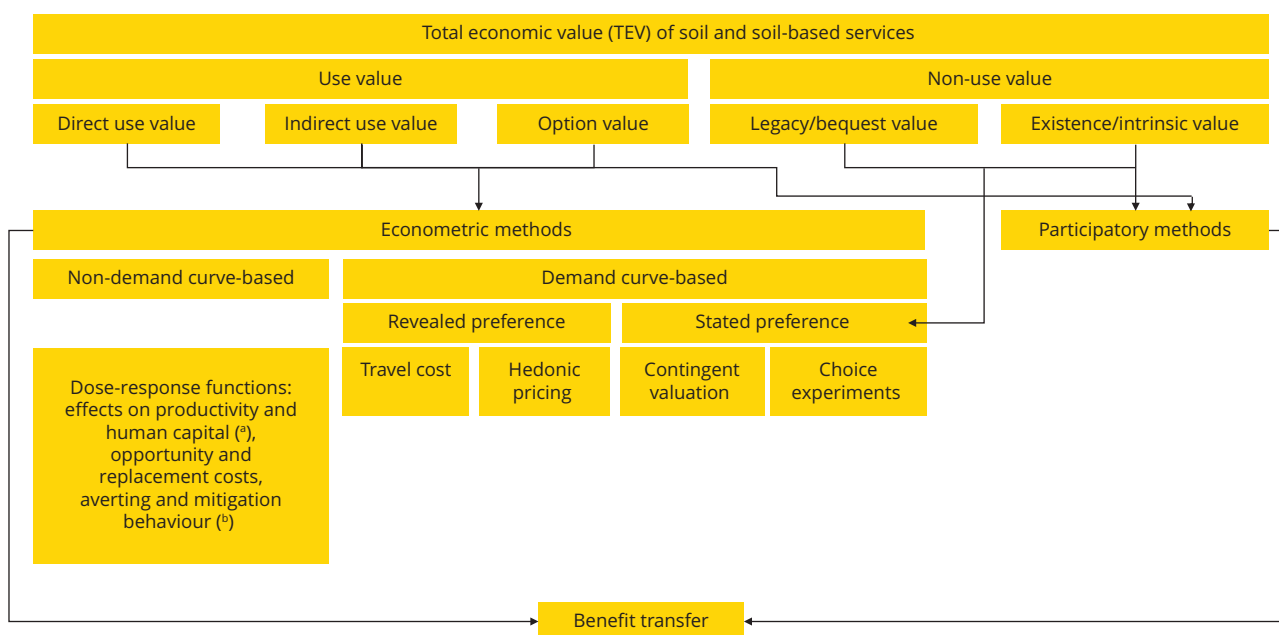 Total economic value (TEV) of soil and soil-based services
Use value
Non-use value
Direct use value
Indirect use value
Option value
Legacy/bequest value
Existence/intrinsic value
Econometric methods
Participatory methods
Non-demand curve-based
Demand curve-based
Revealed preference
Stated preference
Travel cost
Hedonic
pricing
Contingent
valuation
Choice
experiments
Dose-response functions:
effects on productivity and
human capital (ᵃ),
opportunity and
replacement costs,
averting and mitigation
behaviour (ᵇ)
Benefit transfer